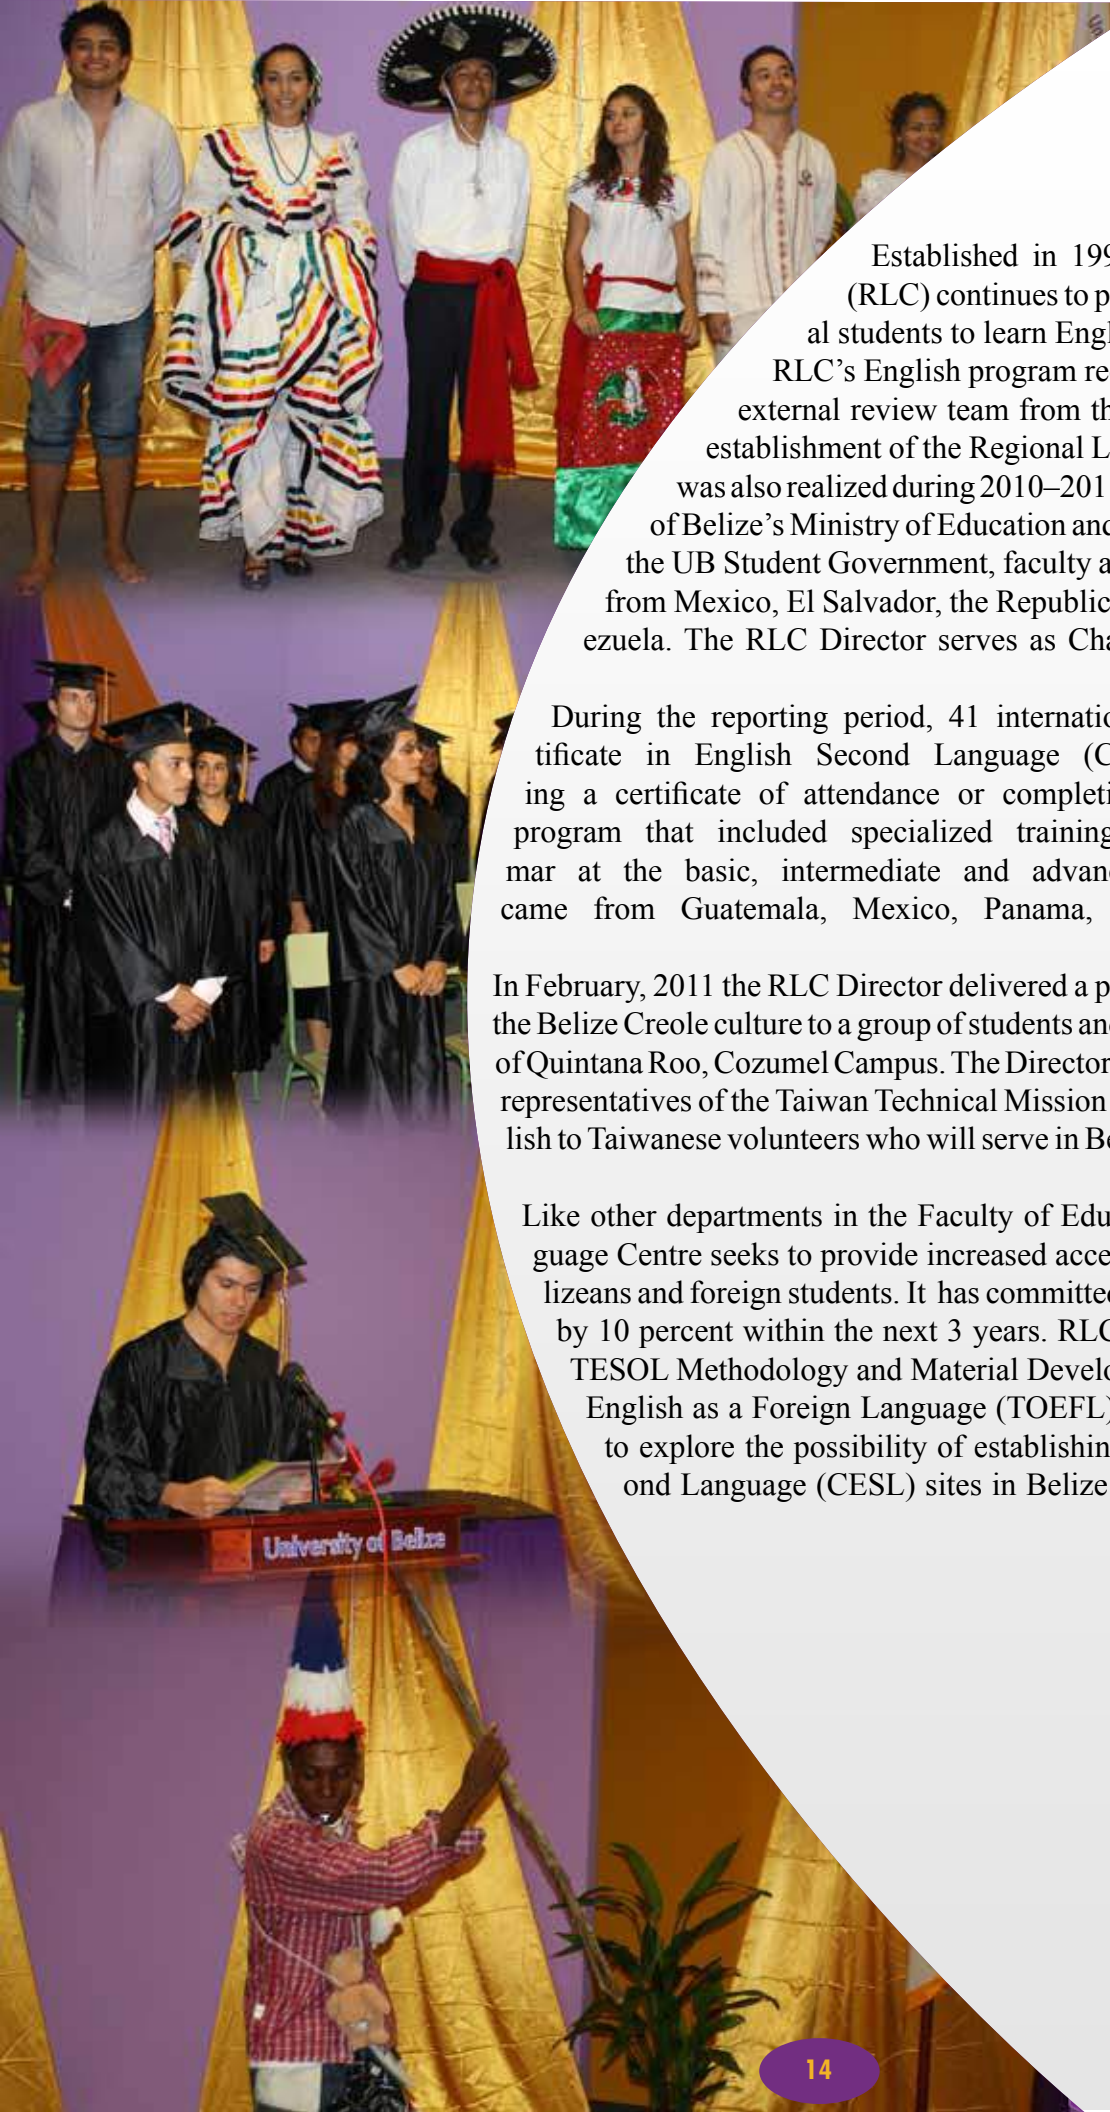 Established in 199
(RLC) continues to p
al students to learn Engl
RLC’s English program re
external review team from th
establishment of the Regional L
was also realized during 2010–201
of Belize’s Ministry of Education and
the UB Student Government, faculty a
from Mexico, El Salvador, the Republic
ezuela. The RLC Director serves as Cha
During the reporting period, 41 internatio
tificate in English Second Language (C
ing a certificate of attendance or completi
program that included specialized training
mar at the basic, intermediate and advanc
came from Guatemala, Mexico, Panama,
In February, 2011 the RLC Director delivered a p
the Belize Creole culture to a group of students and
of Quintana Roo, Cozumel Campus. The Director
representatives of the Taiwan Technical Mission
lish to Taiwanese volunteers who will serve in Be
Like other departments in the Faculty of Edu
guage Centre seeks to provide increased acce
lizeans and foreign students. It has committed
by 10 percent within the next 3 years. RLC
TESOL Methodology and Material Develo
English as a Foreign Language (TOEFL)
to explore the possibility of establishin
ond Language (CESL) sites in Belize
University of Belize
14